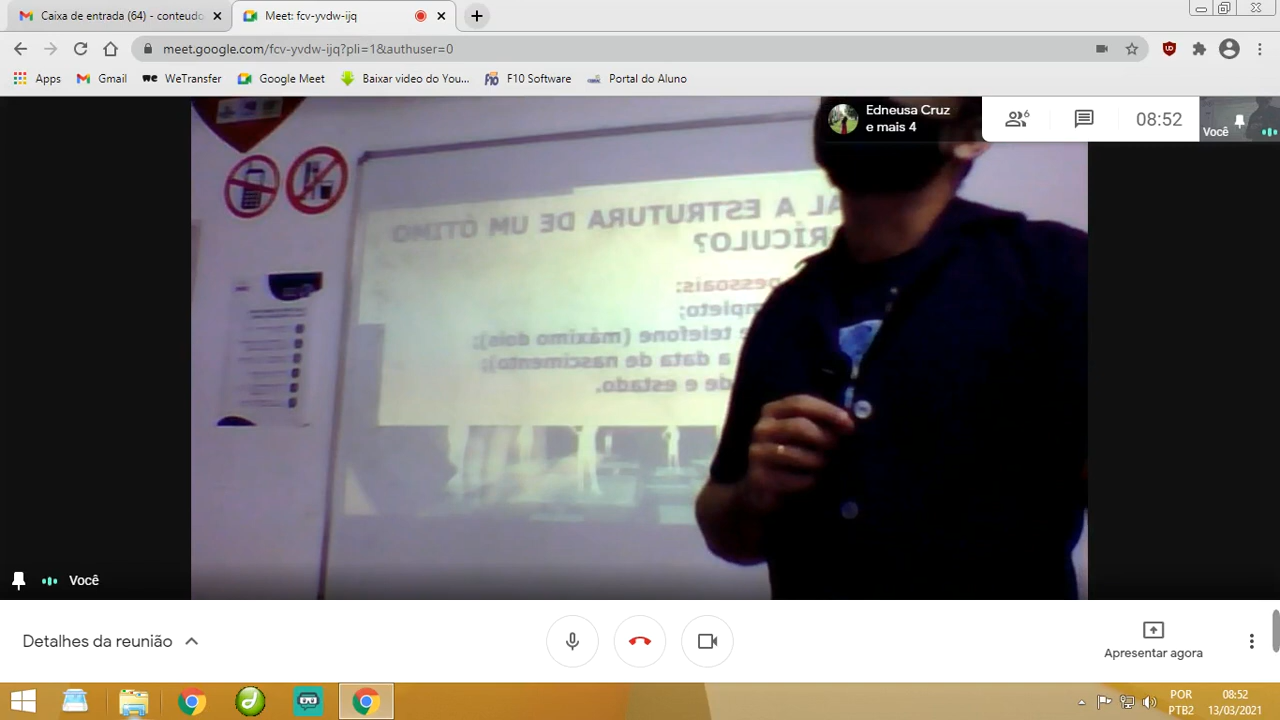 Caixa de entrada (64) - conteudo
Meet: fcv-yvdw-ijq
meet.google.com/fcv-yvdw-ijq?pli=1&authuser=0
Apps
Gmail
WeTransfer
Google Meet
Baixar video do You...
F10 Software
Portal do Aluno
Edneusa Cruz
e mais 4
6
08:52
Você
AL A ESTRUTURA DE UM ÓTIMO
RRÍCULO?
pessoais:
mpleto;
e telefone (máximo dois);
a data de nascimento);
de e estado.
Você
Detalhes da reunião
Apresentar agora
POR
PTB2
08:52
13/03/2021